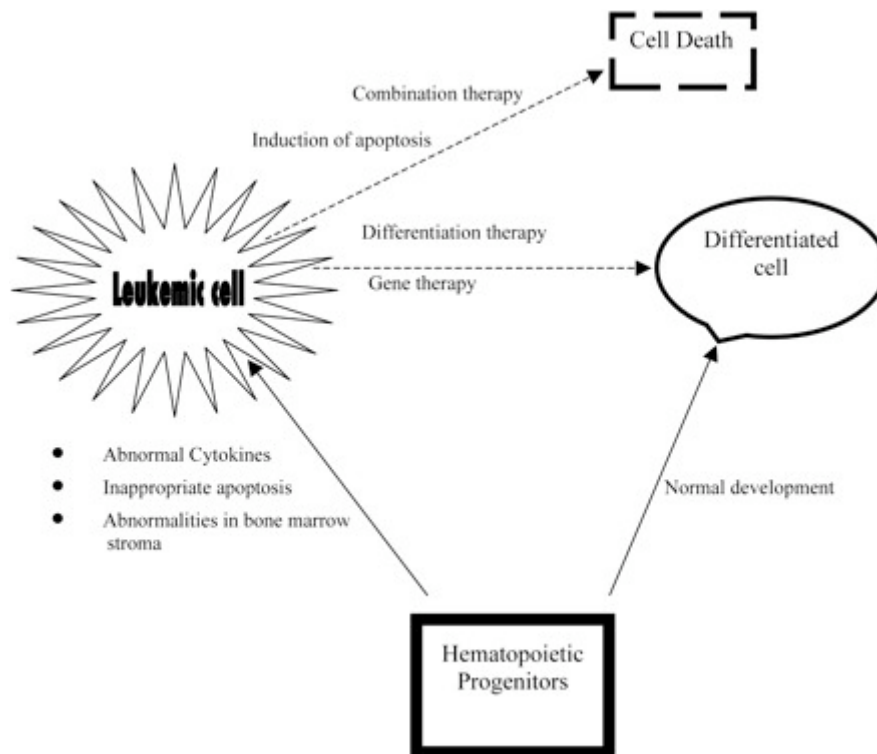 Cell Death
Combination therapy
Induction of apoptosis
Differentiation therapy
Gene therapy
Leukemic cell
Differentiated
cell
● Abnormal Cytokines
● Inappropriate apoptosis
● Abnormalities in bone marrow
stroma
Normal development
Hematopoietic
Progenitors